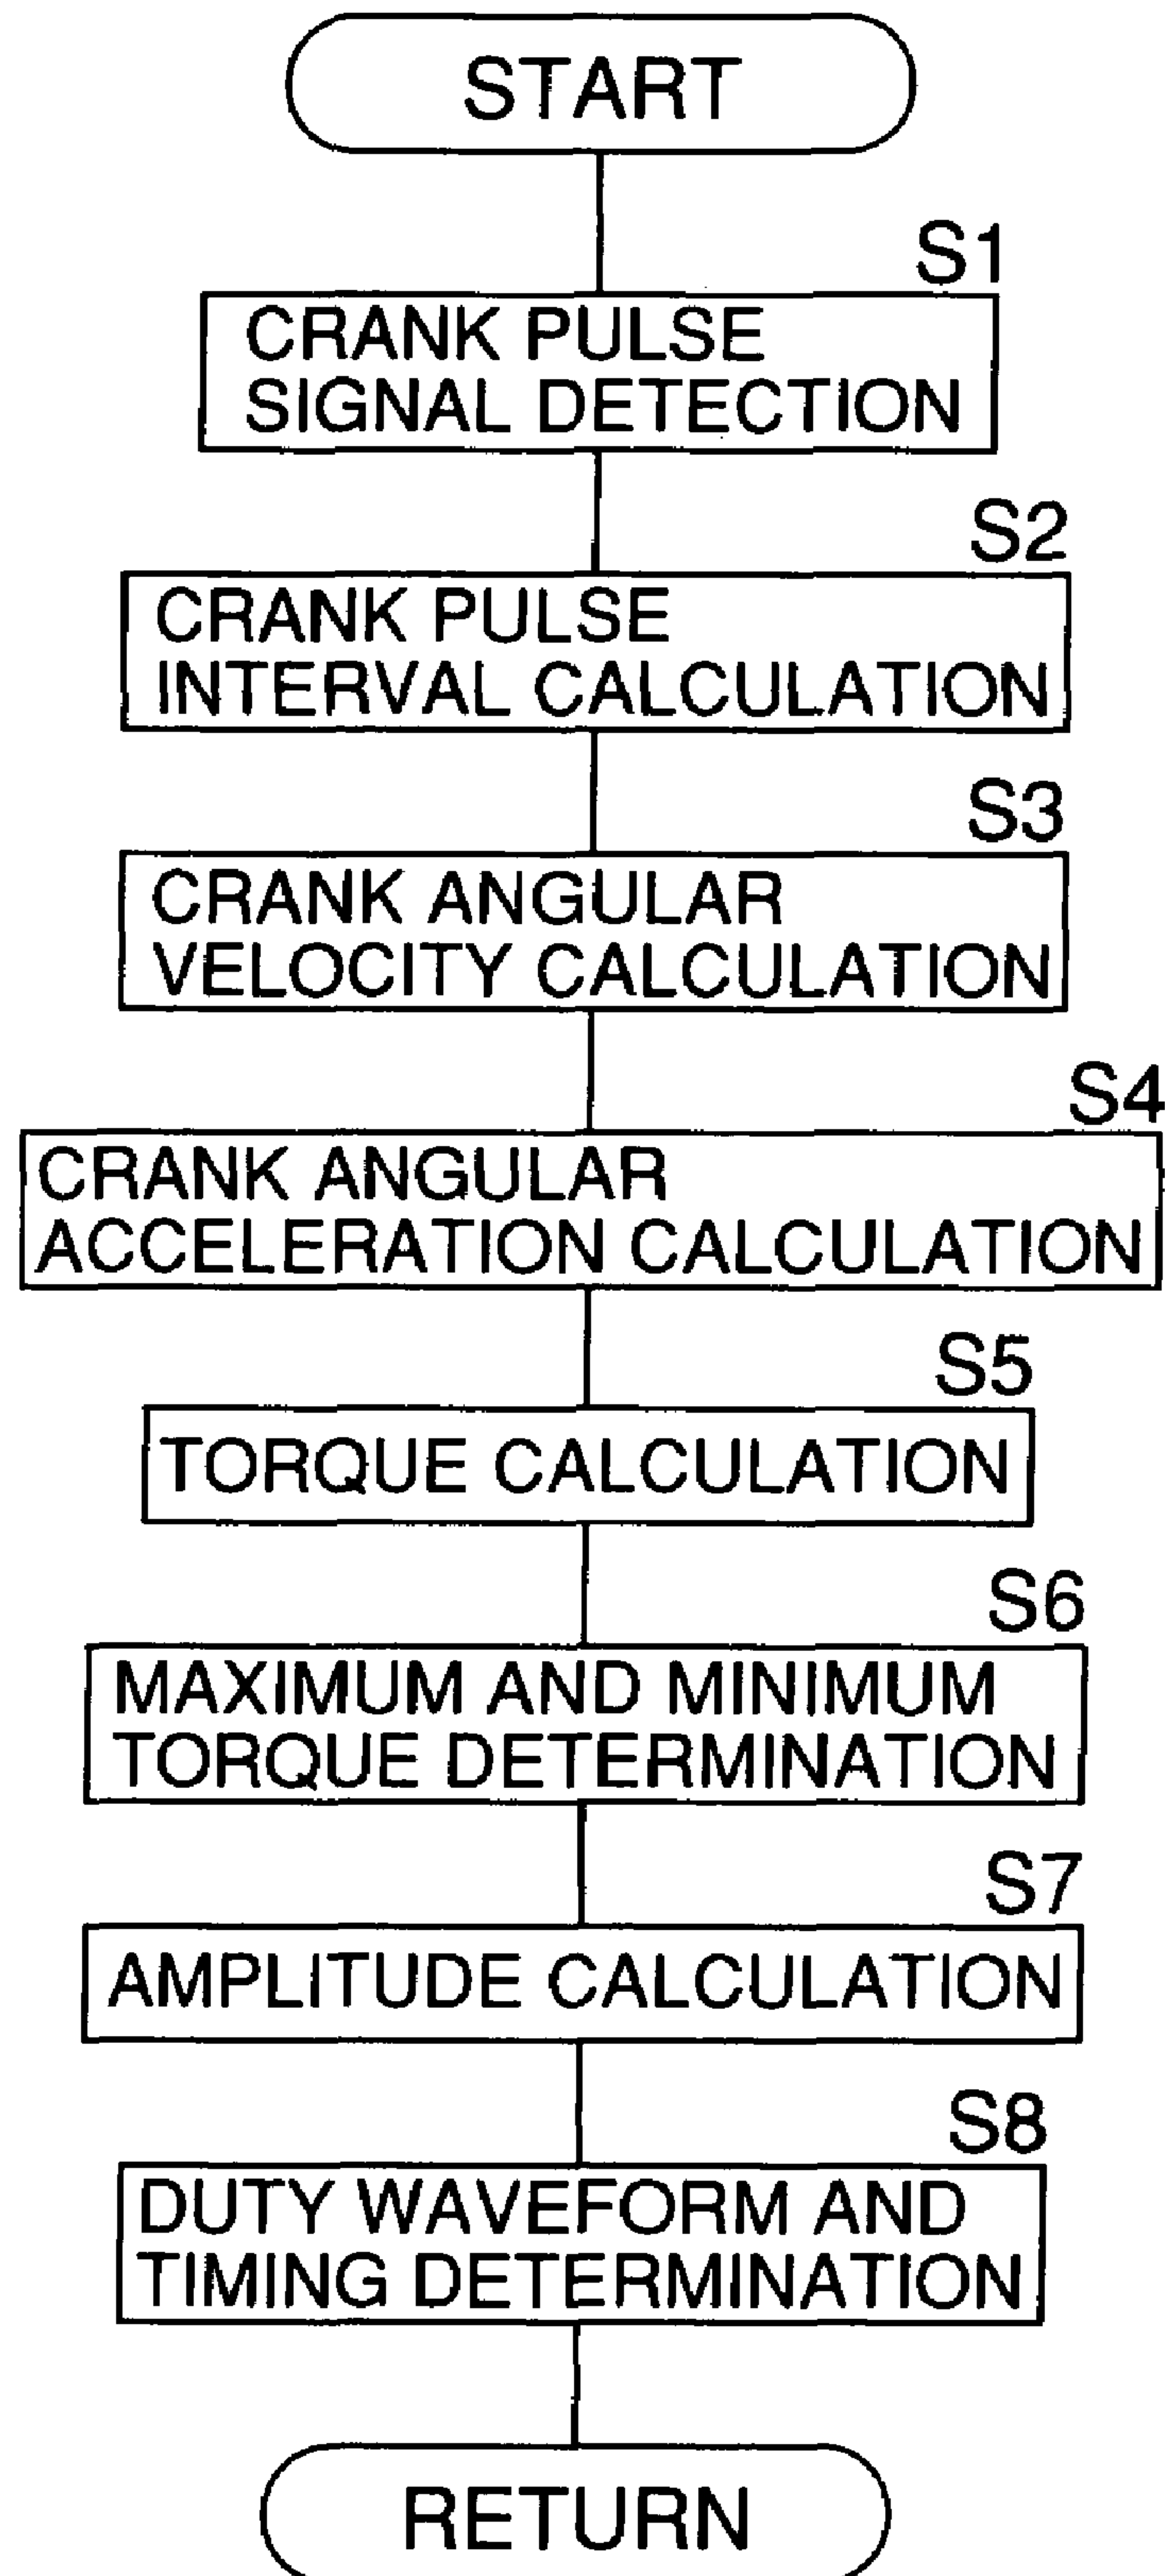 START
S1
CRANK PULSE
SIGNAL DETECTION
S2
CRANK PULSE
INTERVAL CALCULATION
S3
CRANK ANGULAR
VELOCITY CALCULATION
S4
CRANK ANGULAR
ACCELERATION CALCULATION
S5
TORQUE CALCULATION
S6
MAXIMUM AND MINIMUM
TORQUE DETERMINATION
S7
AMPLITUDE CALCULATION
S8
DUTY WAVEFORM AND
TIMING DETERMINATION
RETURN